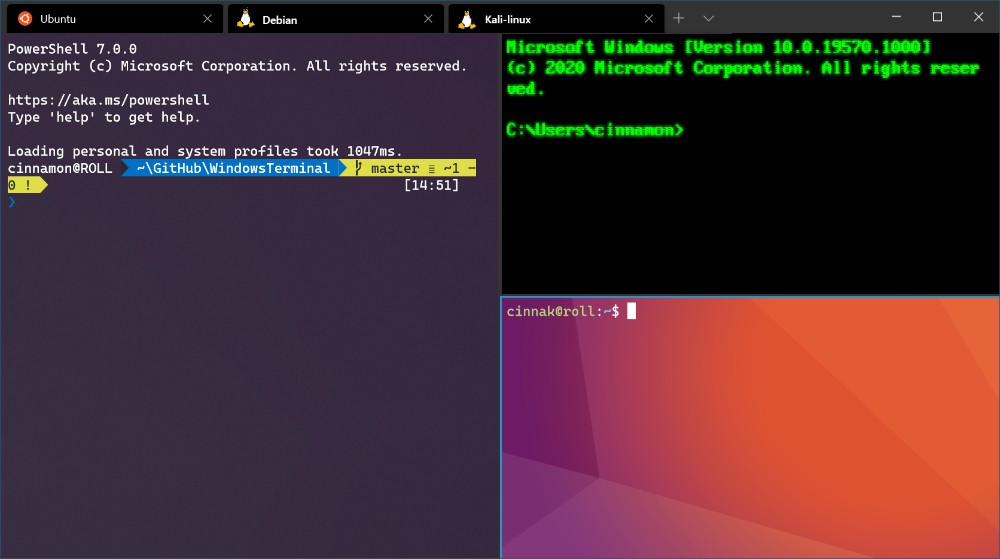 Ubuntu
Debian
Kali-linux
PowerShell 7.0.0
Copyright (c) Microsoft Corporation. All rights reserved.
https://aka.ms/powershell
Type 'help' to get help.
Loading personal and system profiles took 1047ms.
cinnamon@ROLL ~\GitHub\WindowsTerminal master ≡ ~1 -
0 ! [14:51]
❯
Microsoft Windows [Version 10.0.19570.1000]
(c) 2020 Microsoft Corporation. All rights reser
ved.
C:\Users\cinnamon>
cinnak@roll:~$